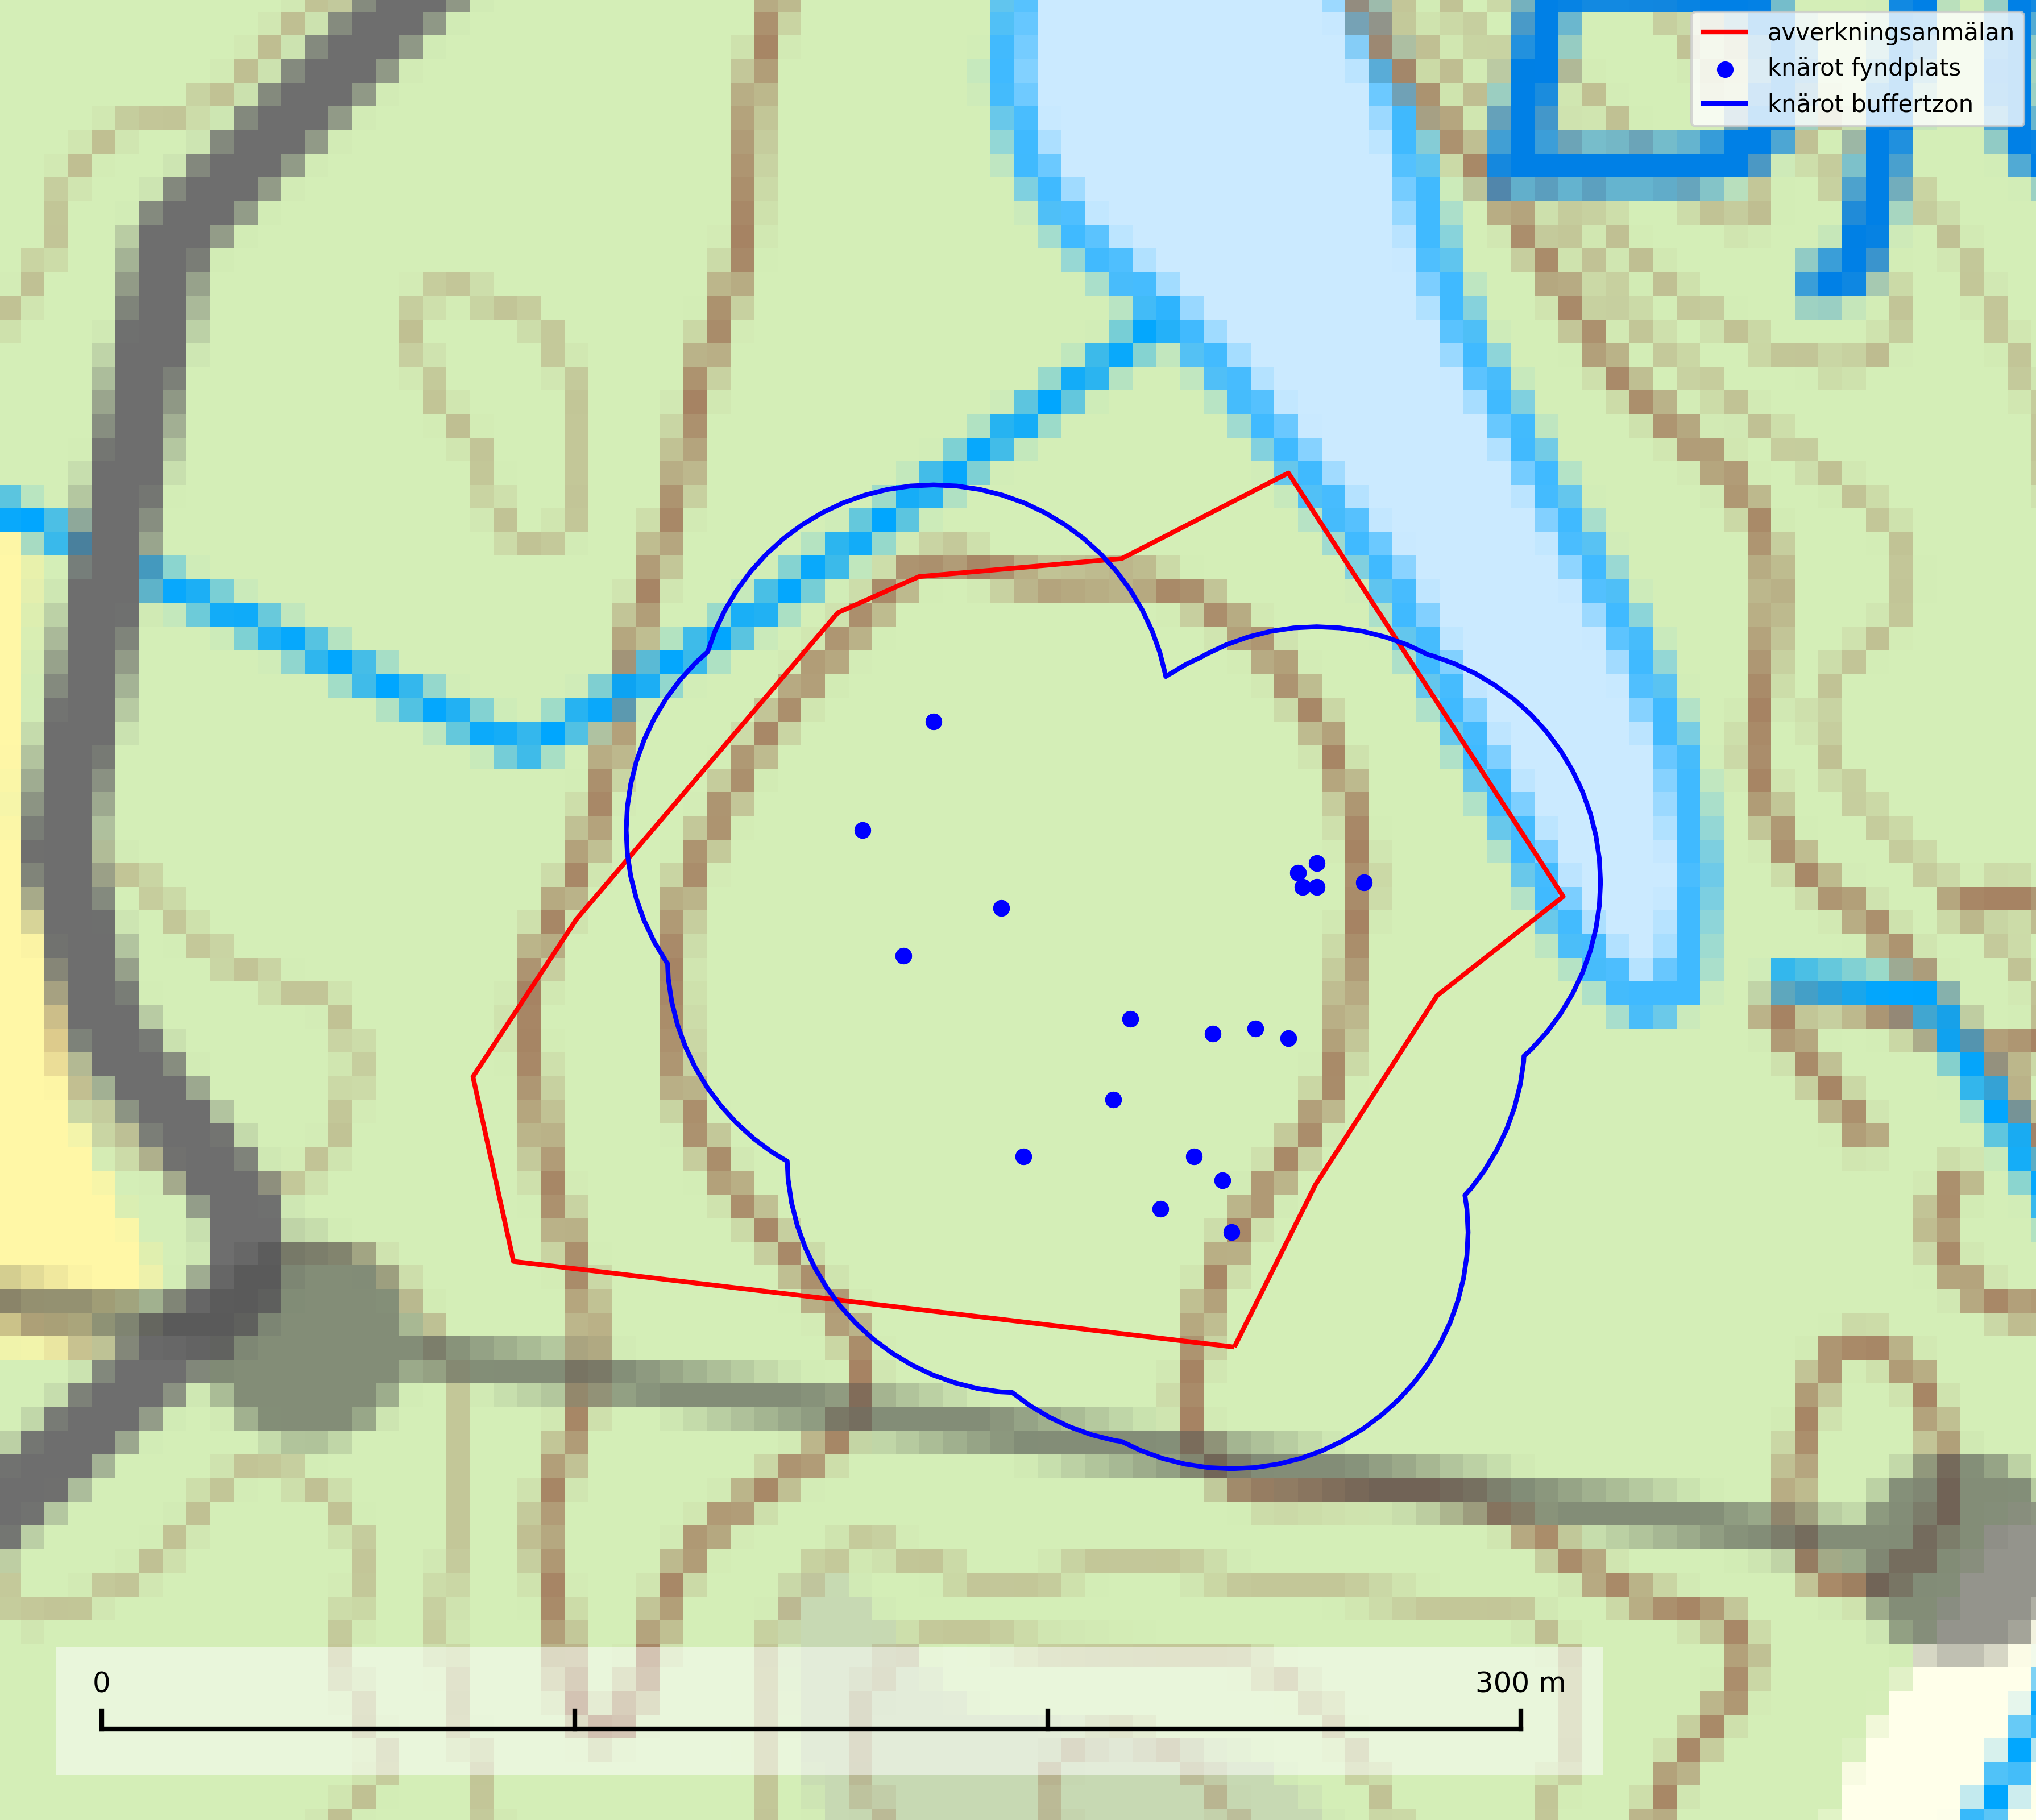 avverkningsanmälan
knärot fyndplats
knärot buffertzon
0 300 m